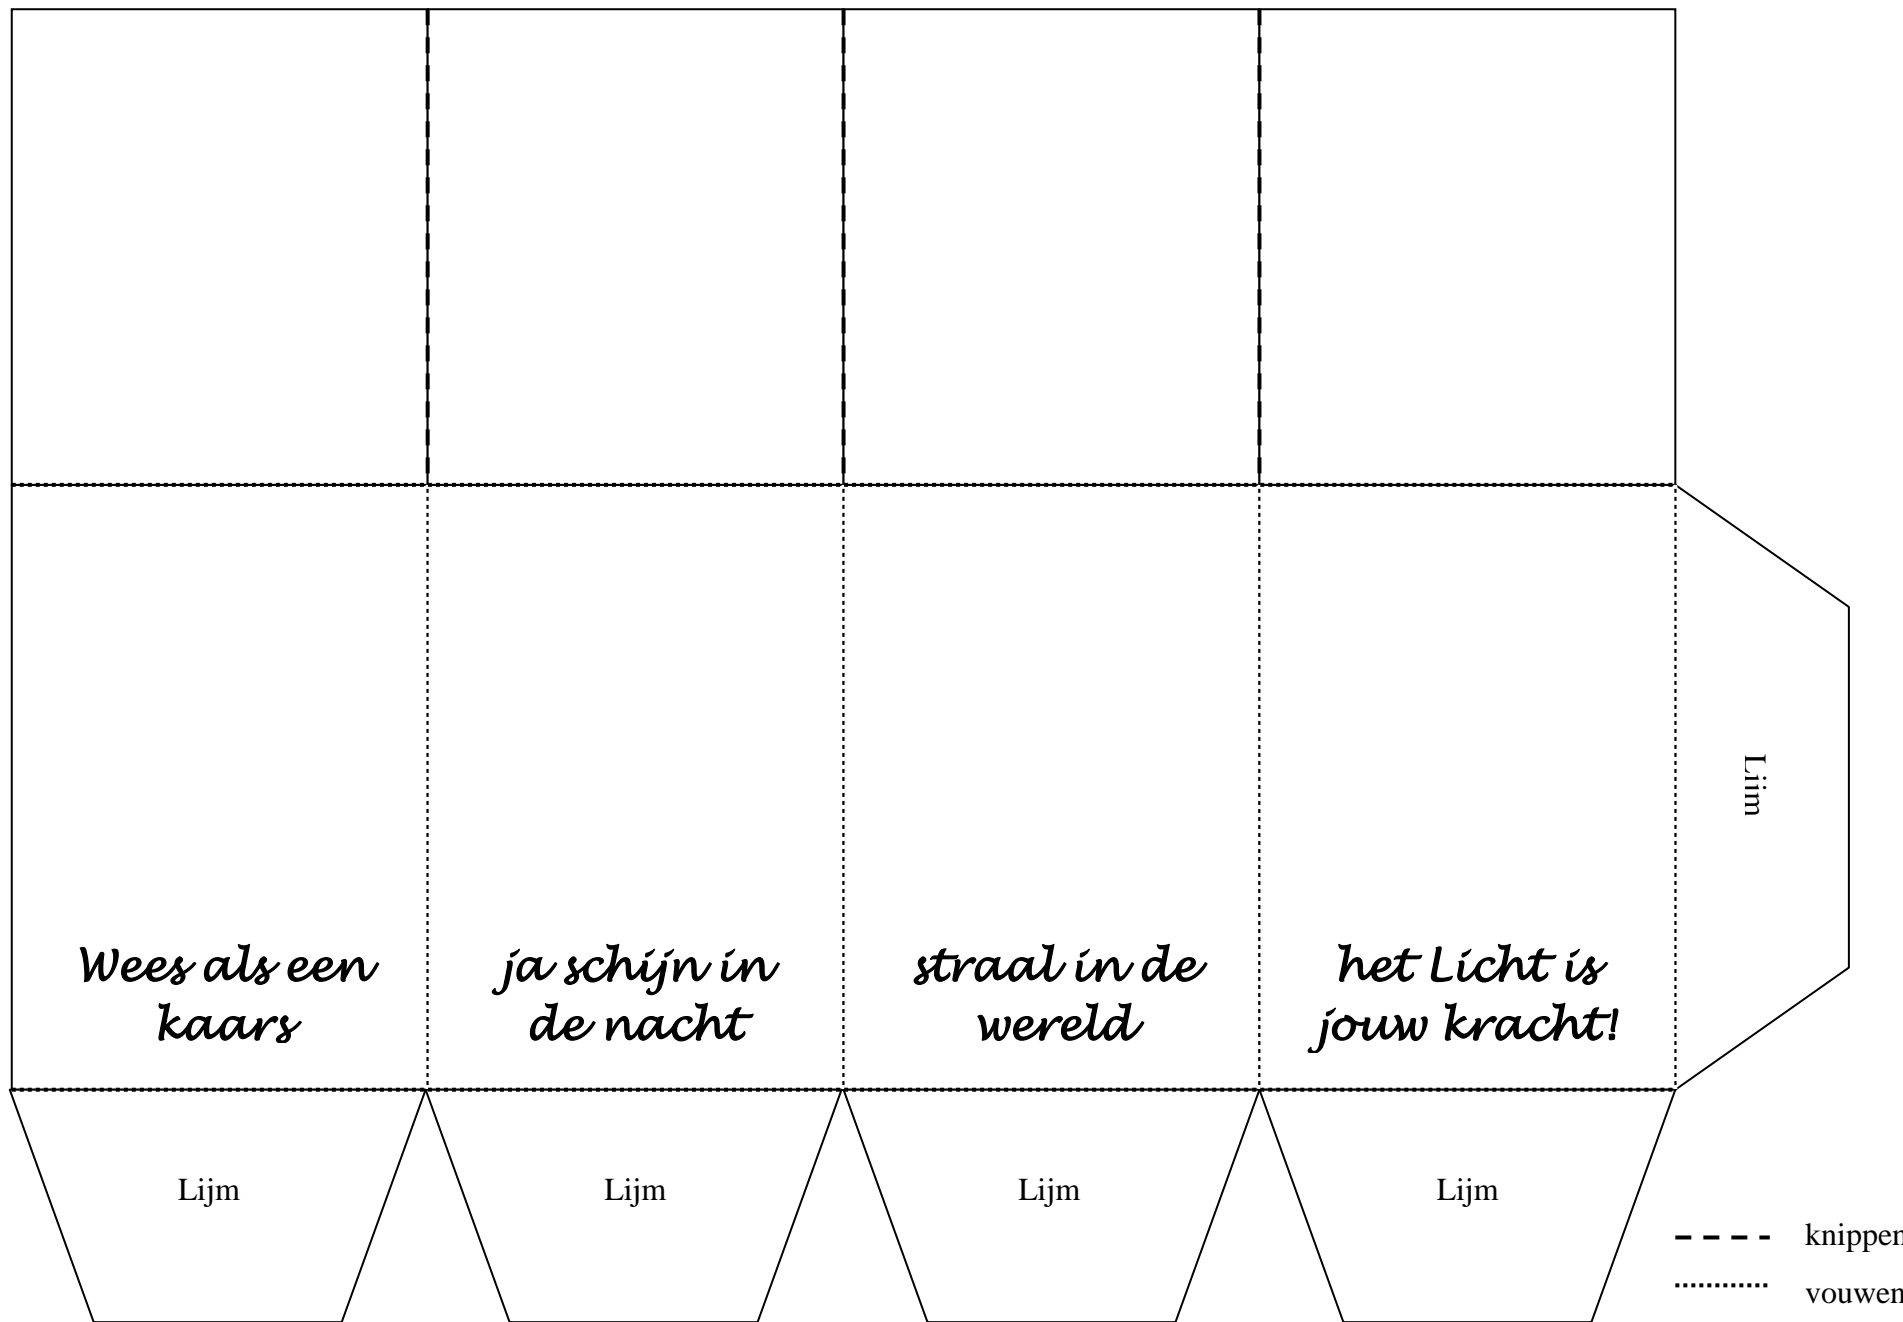 Wees als een
kaars
ja schijn in
de nacht
straal in de
wereld
het Licht is
jouw kracht!
Lijm
Lijm
Lijm
Lijm
Lijm
knippen
vouwen